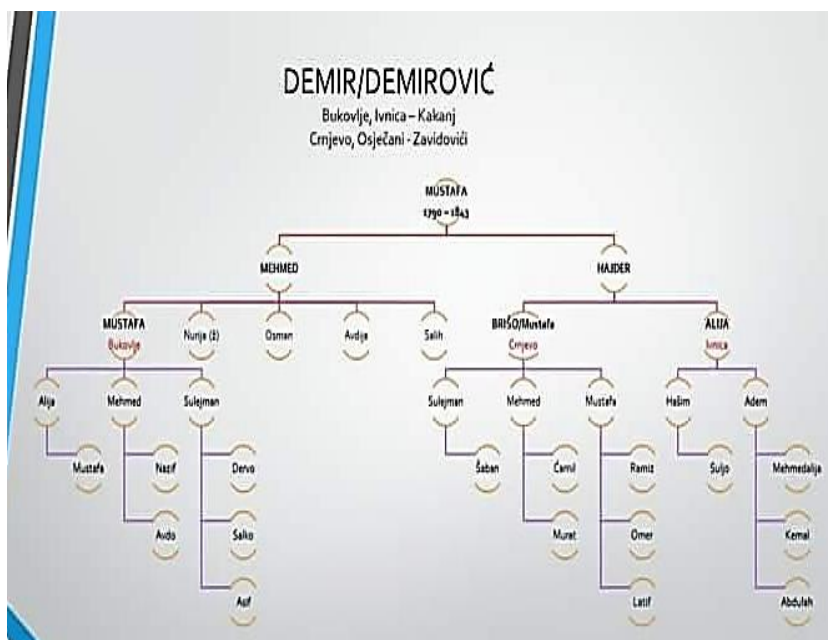 DEMIR/DEMIROVIĆ
Bukovlje, Ivnica – Kakanj
Crnjevo, Osječani - Zavidovići
MUSTAFA
1790 – 1843
MEHMED
HAJDER
MUSTAFA
Bukovlje
Nurija (ž)
Osman
Avdija
Salih
BRIŠO/Mustafa
Crnjevo
ALIJA
Ivnica
Alija
Mehmed
Sulejman
Sulejman
Mehmed
Mustafa
Hašim
Adem
Mustafa
Nazif
Dervo
Šaban
Ćamil
Ramiz
Suljo
Mehmedalija
Avdo
Salko
Murat
Omer
Kemal
Asif
Latif
Abdulah